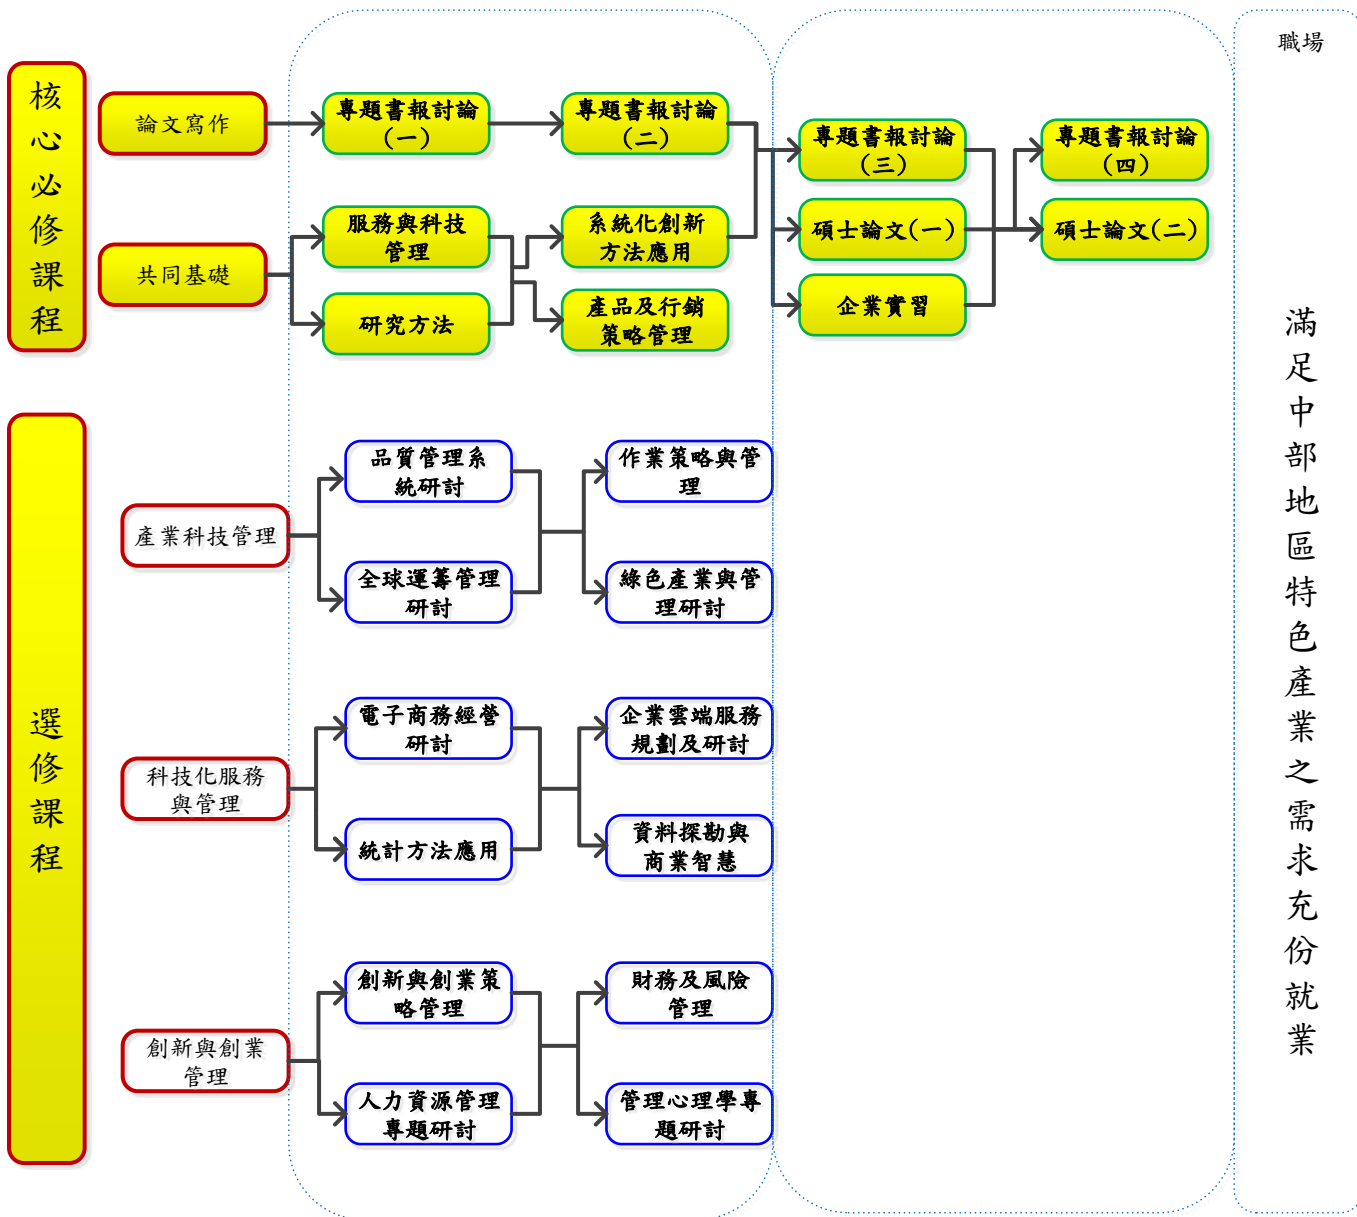 職場
核心必修課程
論文寫作
專題書報討論
(一)
專題書報討論
(二)
專題書報討論
(三)
專題書報討論
(四)
共同基礎
服務與科技
管理
研究方法
系統化創新
方法應用
產品及行銷
策略管理
碩士論文(一)
碩士論文(二)
企業實習
選修課程
產業科技管理
品質管理系
統研討
全球運籌管理
研討
作業策略與管
理
綠色產業與管
理研討
科技化服務
與管理
電子商務經營
研討
統計方法應用
企業雲端服務
規劃及研討
資料探勘與
商業智慧
創新與創業
管理
創新與創業策
略管理
人力資源管理
專題研討
財務及風險
管理
管理心理學專
題研討
滿足中部地區特色產業之需求充份就業